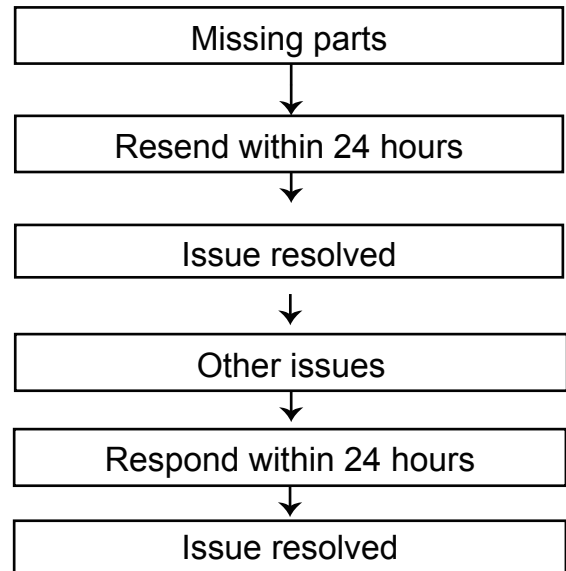 Missing parts
Resend within 24 hours
Issue resolved
Other issues
Respond within 24 hours
Issue resolved